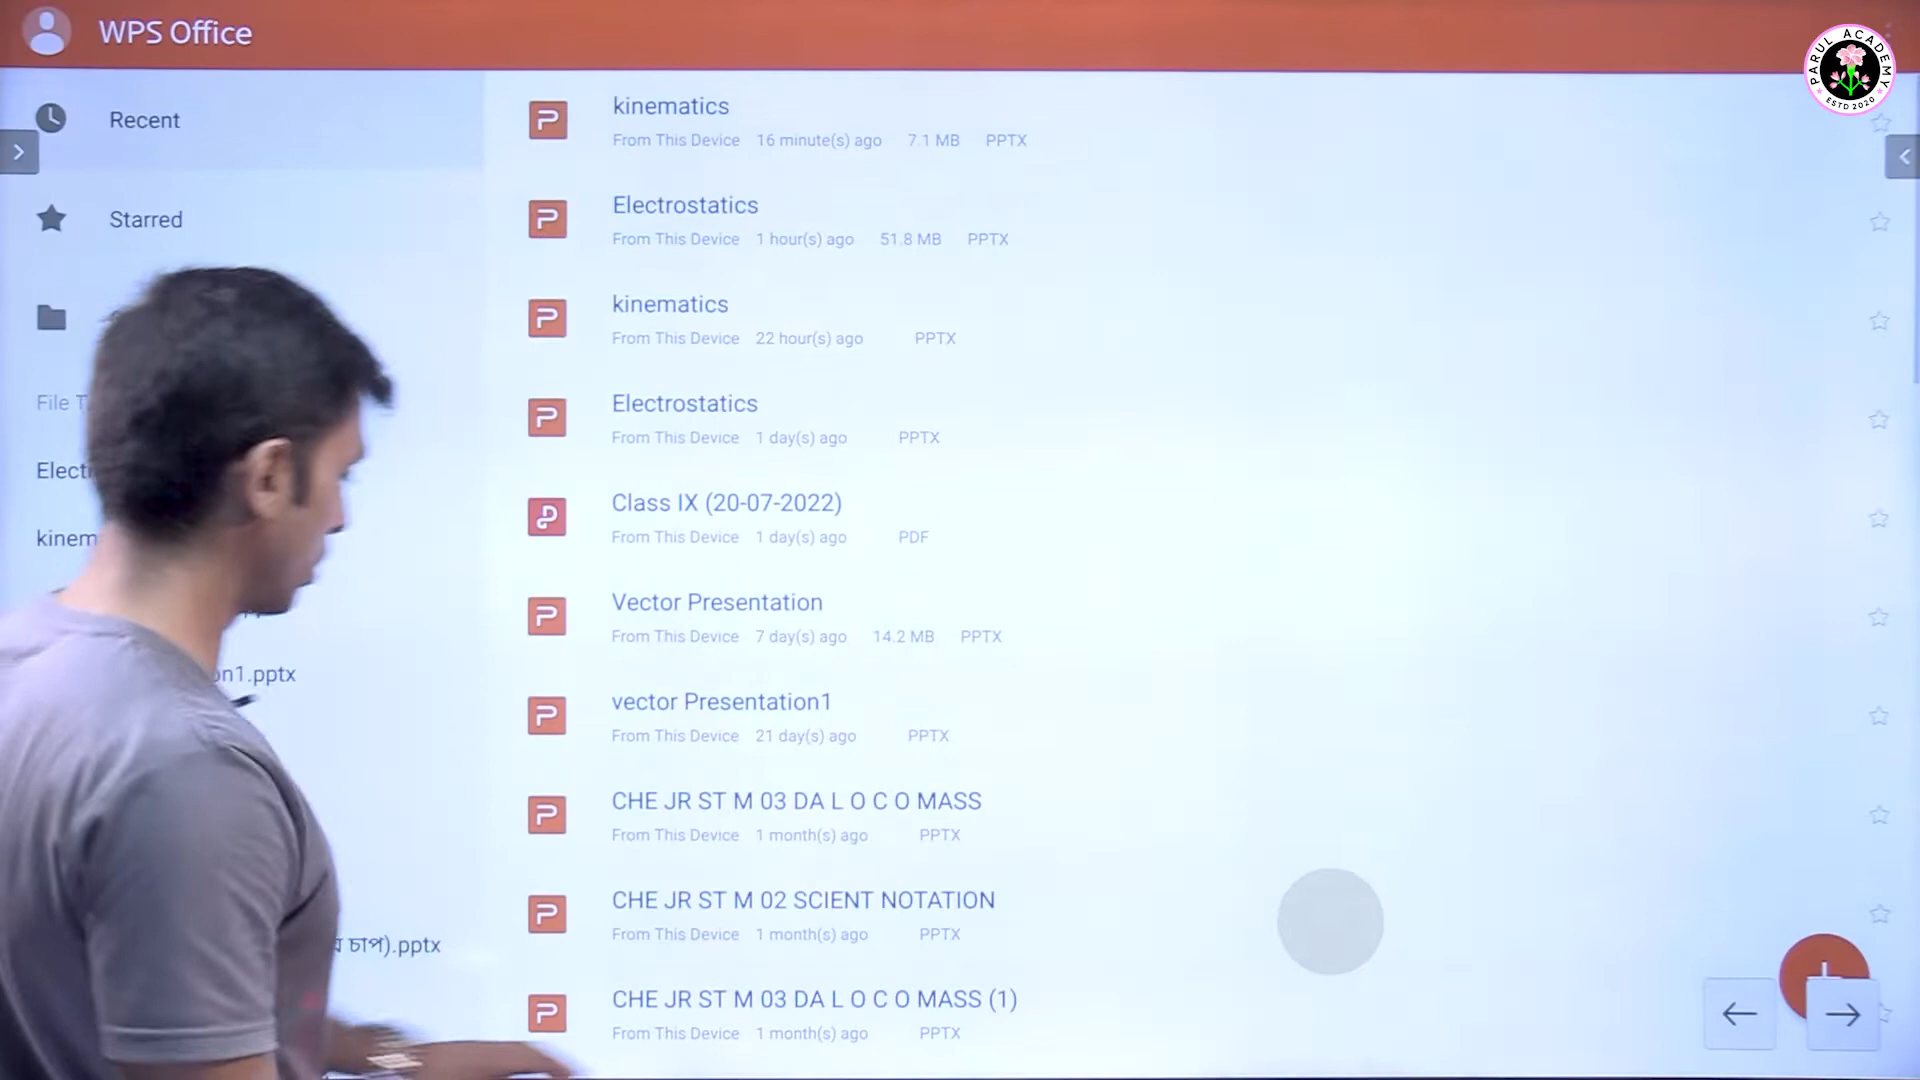 WPS Office
PARUL ACADEMY
ESTD 2020
Recent
Starred
File
kinematics
From This Device 16 minute(s) ago 7.1 MB PPTX
Electrostatics
From This Device 1 hour(s) ago 51.8 MB PPTX
kinematics
From This Device 22 hour(s) ago PPTX
Electrostatics
From This Device 1 day(s) ago PPTX
Class IX (20-07-2022)
From This Device 1 day(s) ago PDF
Vector Presentation
From This Device 7 day(s) ago 14.2 MB PPTX
vector Presentation1
From This Device 21 day(s) ago PPTX
CHE JR ST M 03 DA L O C O MASS
From This Device 1 month(s) ago PPTX
CHE JR ST M 02 SCIENT NOTATION
From This Device 1 month(s) ago PPTX
CHE JR ST M 03 DA L O C O MASS (1)
From This Device 1 month(s) ago PPTX
on1.pptx
চাপ).pptx